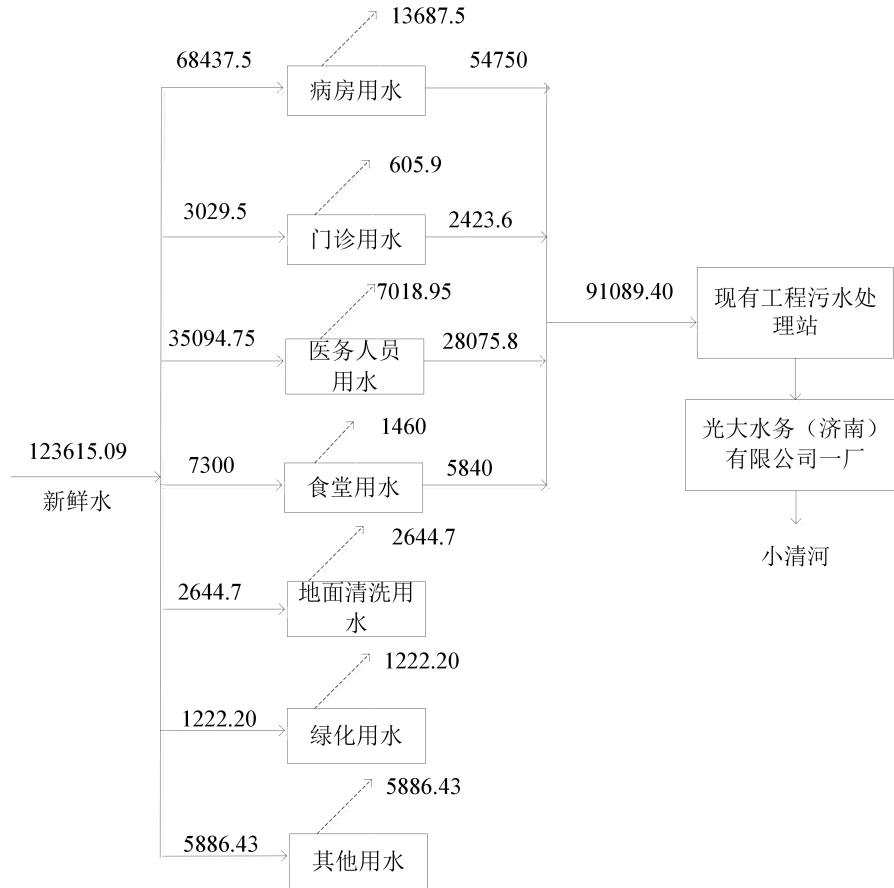 13687.5
68437.5
54750
病房用水
605.9
3029.5
2423.6
门诊用水
7018.95
91089.40
现有工程污水处
理站
35094.75
28075.8
医务人员
用水
1460
光大水务（济南）
有限公司一厂
123615.09
7300
5840
新鲜水
食堂用水
2644.7
小清河
2644.7
地面清洗用
水
1222.20
1222.20
绿化用水
5886.43
5886.43
其他用水